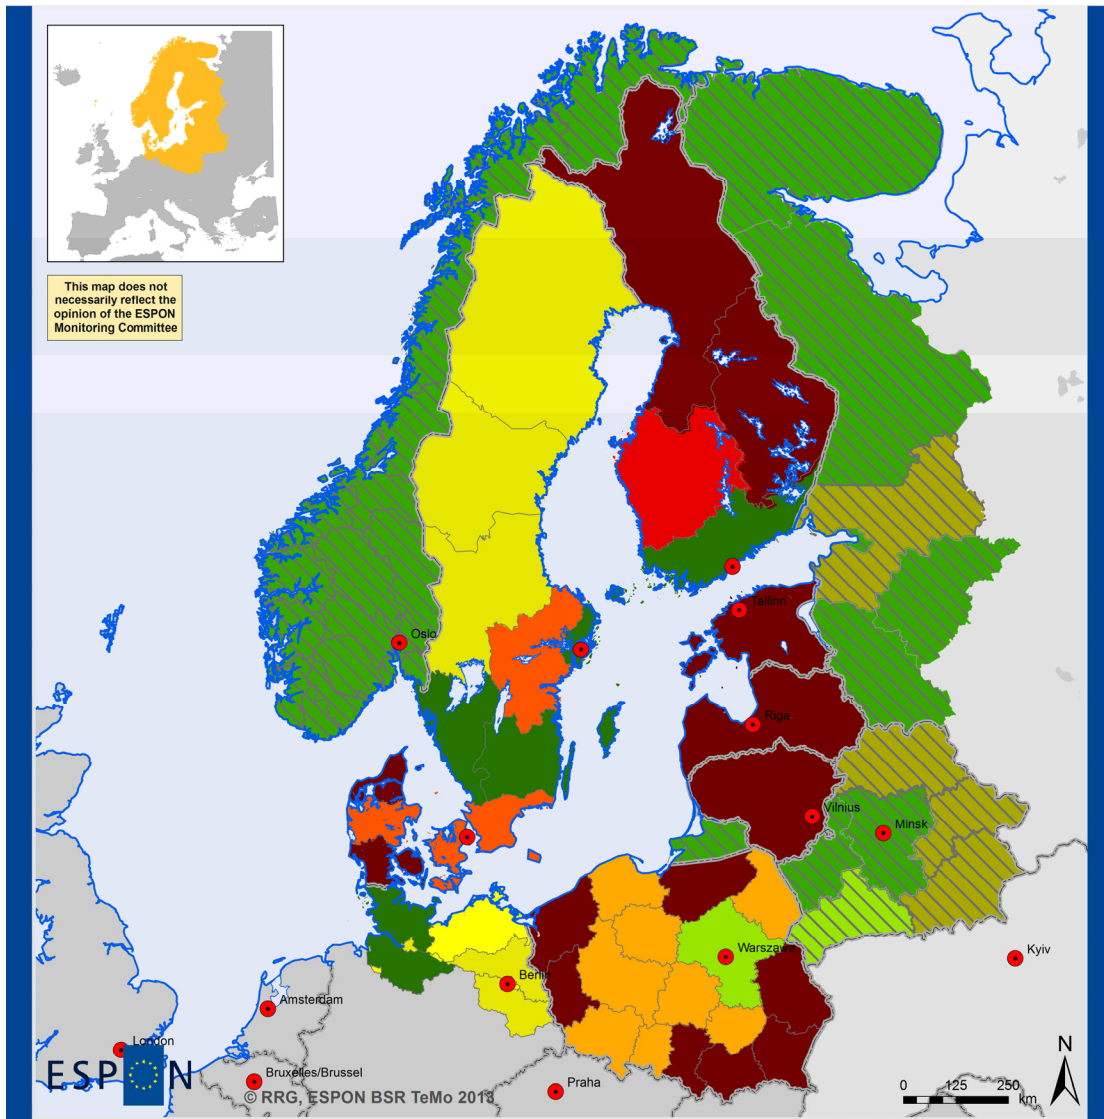 This map does not
necessarily reflect the
opinion of the ESPON
Monitoring Committee
Oslo
Tallinn
Riga
Vilnius
Minsk
Warszawa
Kyiv
Berlin
Amsterdam
London
ESPON
Bruxelles/Brussel
Praha
© RRG, ESPON BSR TeMo 2013
N
0 125 250
km